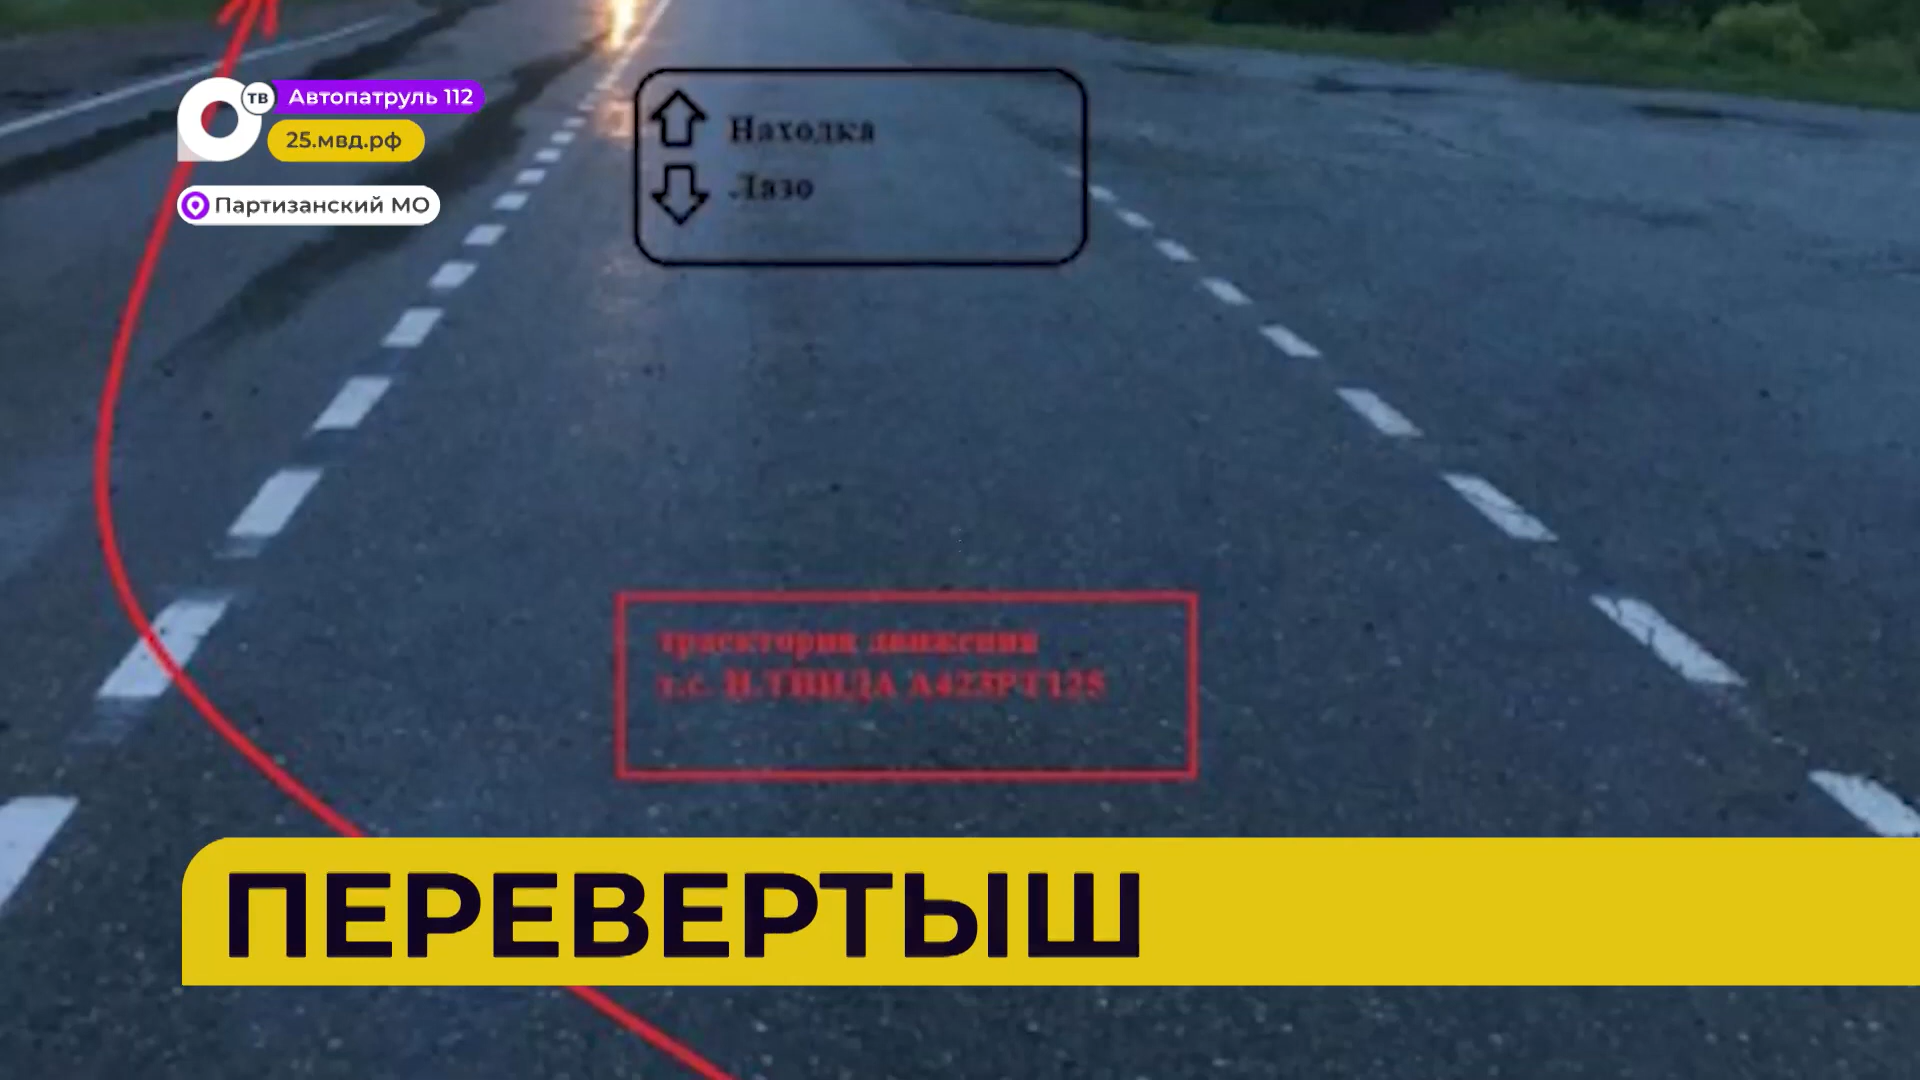 ТВ
Автопатруль 112
25.мвд.рф
Партизанский МО
Находка
Лазо
траектория движения
т.с. Н.ТИИДА А423РТ125
ПЕРЕВЕРТЫШ